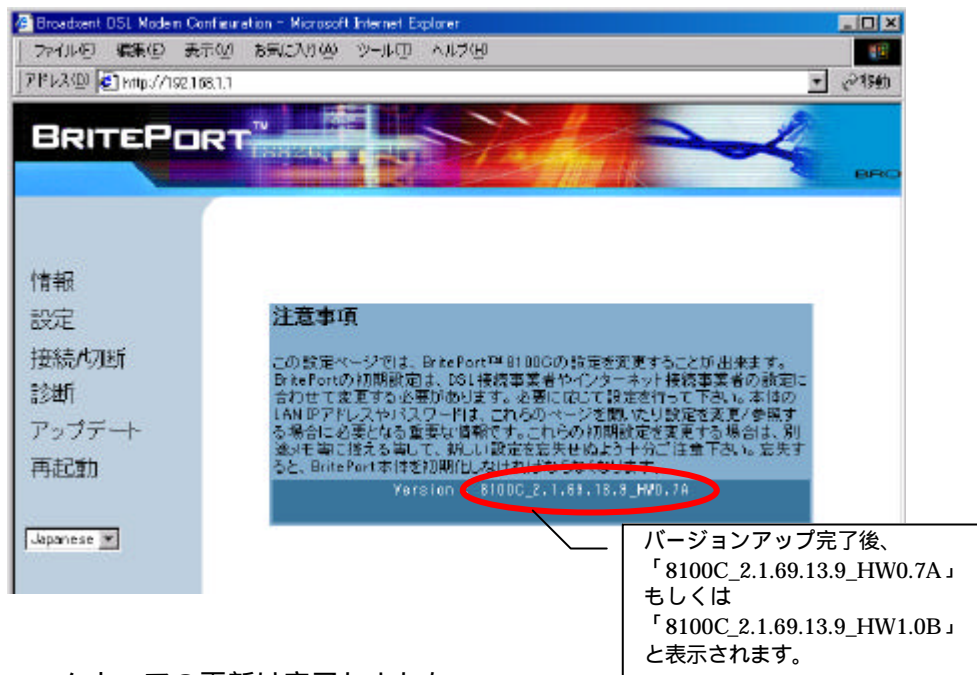 Broadxent DSL Modem Configuration - Microsoft Internet Explorer
ファイル(F) 編集(E) 表示(V) お気に入り(A) ツール(T) ヘルプ(H)
アドレス(D) http://192.168.1.1 移動
BRITEPORT™
BRO
情報
設定
接続/切断
診断
アップデート
再起動
Japanese
注意事項
この設定ページでは、BritePort™ 8100Cの設定を変更することが出来ます。
BritePortの初期設定は、DSL接続事業者やインターネット接続事業者の設定に
合わせて変更する必要があります。必要に応じて設定を行って下さい。本体の
LAN IPアドレスやパスワードは、これらのページを開いたり設定を変更/参照す
る場合に必要となる重要な情報です。これらの初期設定を変更する場合は、別
途メモ等に控える等して、新しい設定を忘失せぬよう十分ご注意下さい。忘失す
ると、BritePort本体を初期化しなければならなくなります。
Version : 8100C_2.1.69.13.9_HW0.7A
バージョンアップ完了後、
「8100C_2.1.69.13.9_HW0.7A」
もしくは
「8100C_2.1.69.13.9_HW1.0B」
と表示されます。